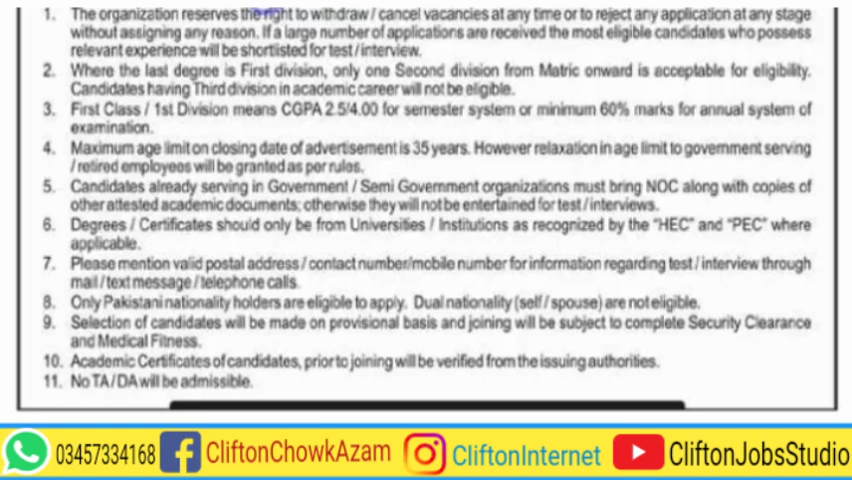 1. The organization reserves the right to withdraw / cancel vacancies at any time or to reject any application at any stage
without assigning any reason. If a large number of applications are received the most eligible candidates who possess
relevant experience will be shortlisted for test / interview.
2. Where the last degree is First division, only one Second division from Matric onward is acceptable for eligibility.
Candidates having Third division in academic career will not be eligible.
3. First Class / 1st Division means CGPA 2.5/4.00 for semester system or minimum 60% marks for annual system of
examination.
4. Maximum age limit on closing date of advertisement is 35 years. However relaxation in age limit to government serving
/ retired employees will be granted as per rules.
5. Candidates already serving in Government / Semi Government organizations must bring NOC along with copies of
other attested academic documents; otherwise they will not be entertained for test / interviews.
6. Degrees / Certificates should only be from Universities / Institutions as recognized by the "HEC" and "PEC" where
applicable.
7. Please mention valid postal address / contact number/mobile number for information regarding test / interview through
mail / text message / telephone calls.
8. Only Pakistani nationality holders are eligible to apply. Dual nationality (self / spouse) are not eligible.
9. Selection of candidates will be made on provisional basis and joining will be subject to complete Security Clearance
and Medical Fitness.
10. Academic Certificates of candidates, prior to joining will be verified from the issuing authorities.
11. No TA / DA will be admissible.
03457334168 CliftonChowkAzam CliftonInternet CliftonJobsStudio